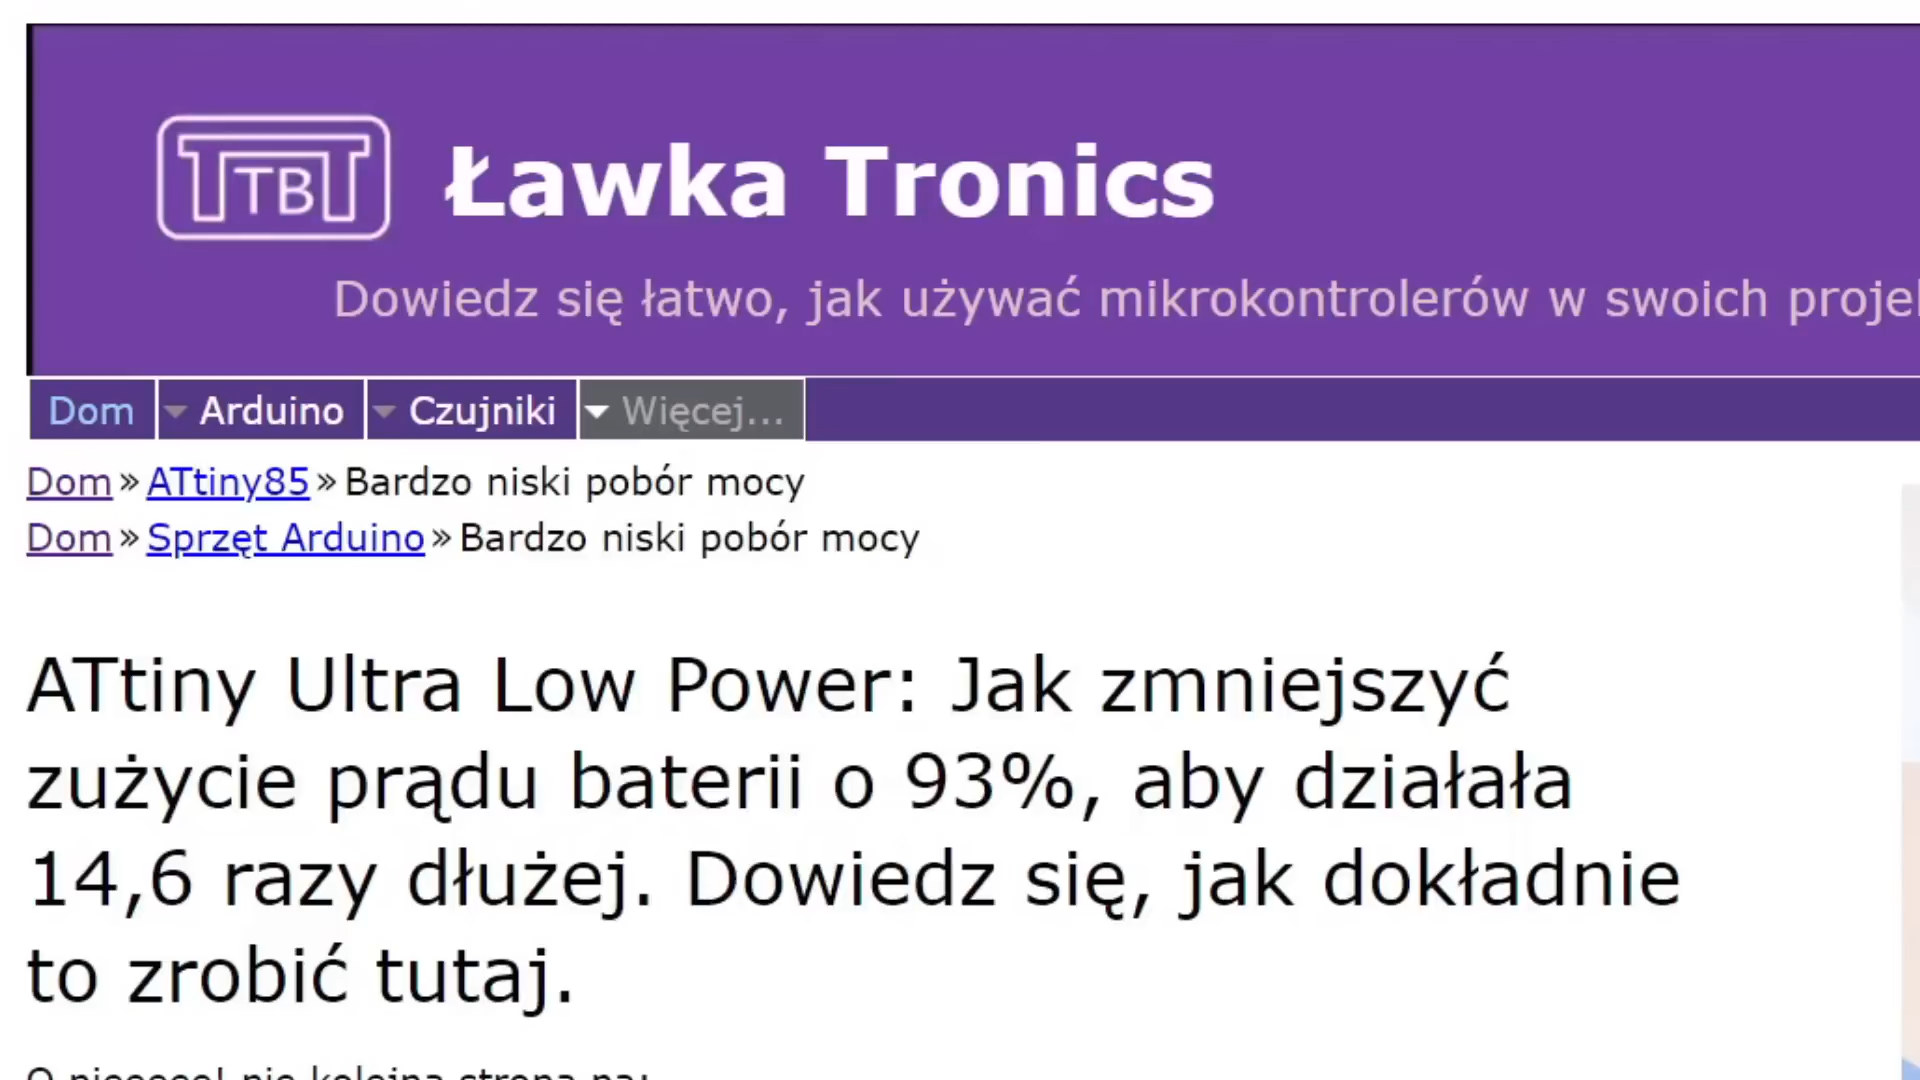 TBT
Ławka Tronics
Dowiedz się łatwo, jak używać mikrokontrolerów w swoich
Dom Arduino Czujniki Więcej...
Dom » ATtiny85 » Bardzo niski pobór mocy
Dom » Sprzęt Arduino » Bardzo niski pobór mocy
ATtiny Ultra Low Power: Jak zmniejszyć
zużycie prądu baterii o 93%, aby działała
14,6 razy dłużej. Dowiedz się, jak dokładnie
to zrobić tutaj.